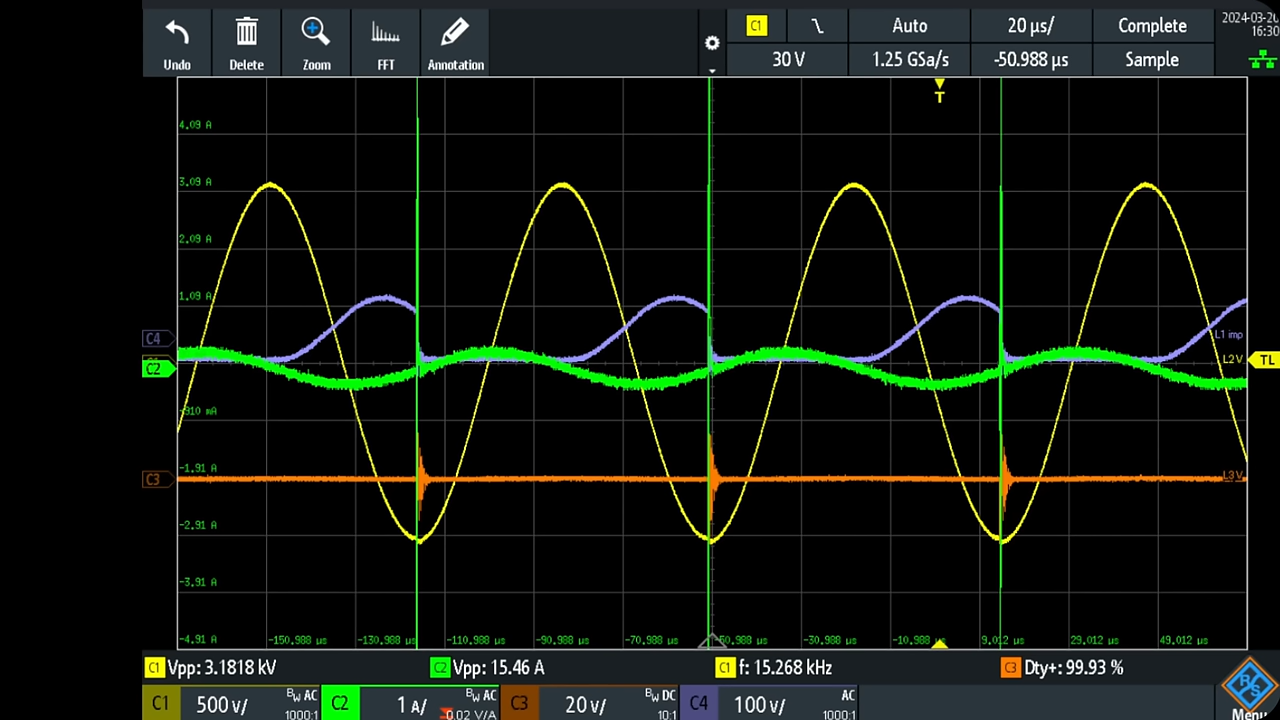 C1 Auto 20 µs/ Complete 2024-03-20
16:30
30 V 1.25 GSa/s -50.988 µs Sample
Undo Delete Zoom FFT Annotation
T
4.09 A
3.09 A
2.09 A
1.09 A
C4 L1 imp
L2 V TL
C2
-910 mA
-1.91 A
C3 L3 V
-2.91 A
-3.91 A
-4.91 A -150.988 µs -130.988 µs -110.988 µs -90.988 µs -70.988 µs -50.988 µs -30.988 µs -10.988 µs 9.012 µs 29.012 µs 49.012 µs
C1 Vpp: 3.1818 kV C2 Vpp: 15.46 A C1 f: 15.268 kHz C3 Dty+: 99.93 %
C1 500 v/ Bw AC 1000:1 C2 1 A/ Bw AC 0.02 V/A C3 20 v/ Bw DC 10:1 C4 100 v/ AC 1000:1
R S
Menu